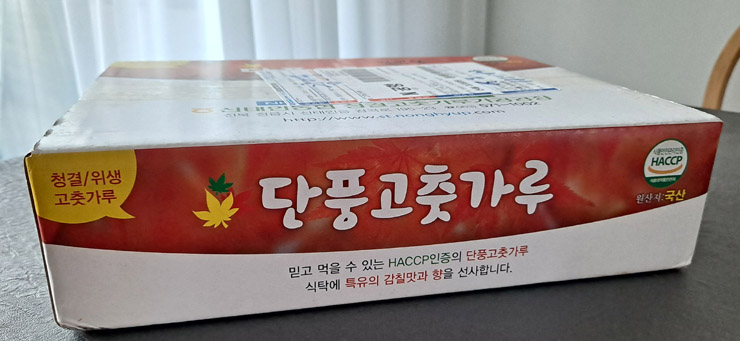 http://www.st.nonghyup.com
청결/위생
고춧가루
단풍고춧가루
HACCP
원산지:국산
믿고 먹을 수 있는 HACCP인증의 단풍고춧가루
식탁에 특유의 감칠맛과 향을 선사합니다.